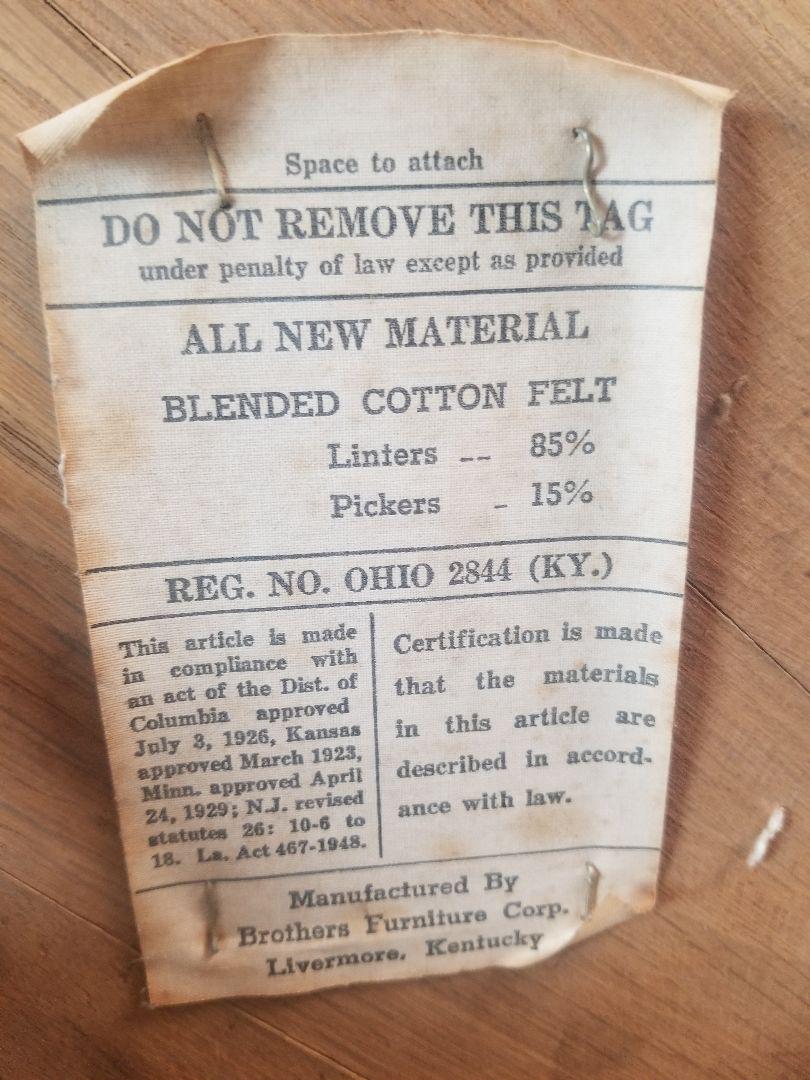 Space to attach
DO NOT REMOVE THIS TAG
under penalty of law except as provided
ALL NEW MATERIAL
BLENDED COTTON FELT
Linters -- 85%
Pickers - 15%
REG. NO. OHIO 2844 (KY.)
This article is made
in compliance with
an act of the Dist. of
Columbia approved
July 3, 1926, Kansas
approved March 1923,
Minn. approved April
24, 1929; N.J. revised
statutes 26: 10-6 to
18. La. Act 467-1948.
Certification is made
that the materials
in this article are
described in accord-
ance with law.
Manufactured By
Brothers Furniture Corp.
Livermore, Kentucky